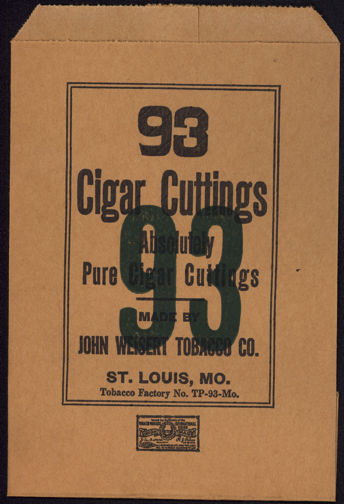 93
Cigar Cuttings
Absolutely
Pure Cigar Cuttings
93
MADE BY
JOHN WEISERT TOBACCO CO.
ST. LOUIS, MO.
Tobacco Factory No. TP-93-Mo.